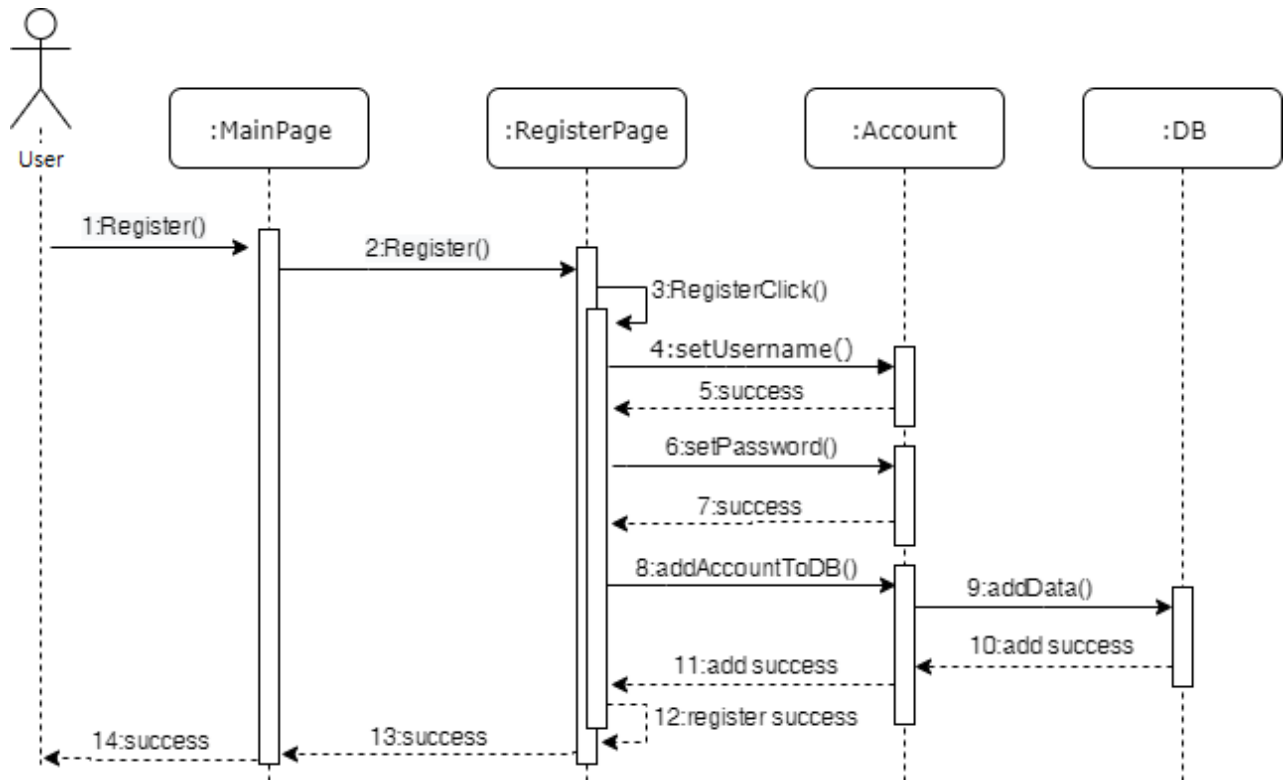 :MainPage
:RegisterPage
:Account
:DB
User
1:Register()
2:Register()
3:RegisterClick()
4:setUsername()
5:success
6:setPassword()
7:success
8:addAccountToDB()
9:addData()
10:add success
11:add success
12:register success
13:success
14:success